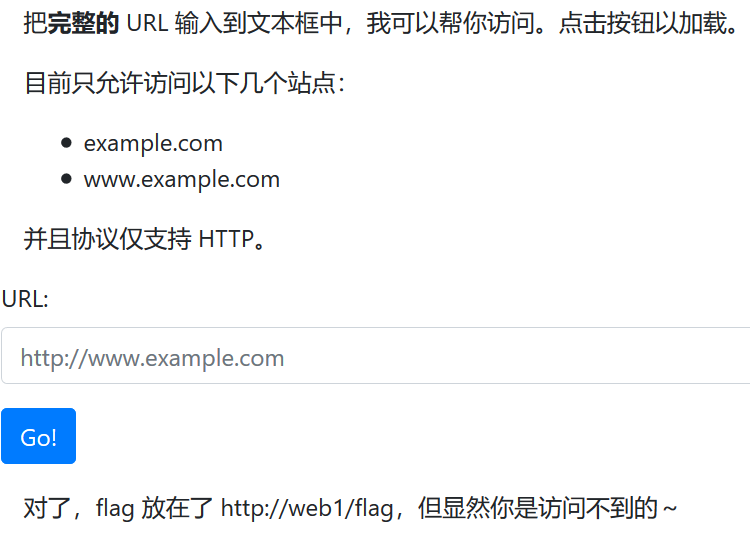 把完整的 URL 输入到文本框中，我可以帮你访问。点击按钮以加载。
目前只允许访问以下几个站点：
• example.com
• www.example.com
并且协议仅支持 HTTP。
URL:
http://www.example.com
Go!
对了，flag 放在了 http://web1/flag，但显然你是访问不到的～